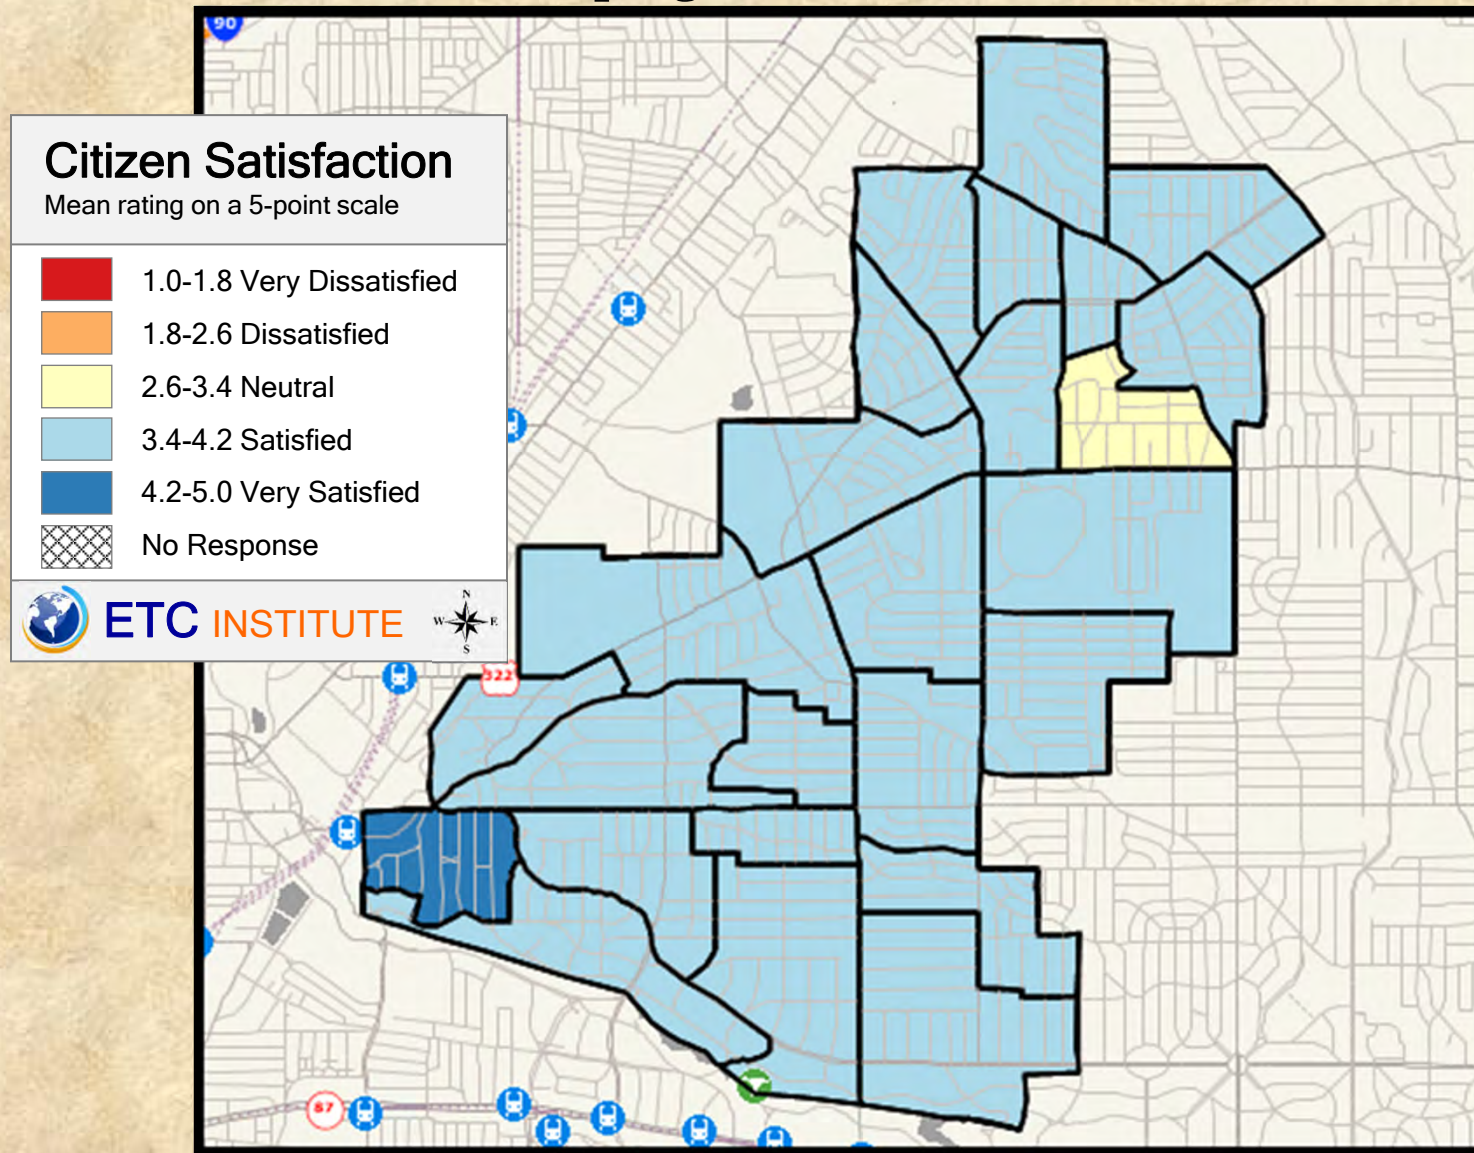 90
Citizen Satisfaction
Mean rating on a 5-point scale
1.0-1.8 Very Dissatisfied
1.8-2.6 Dissatisfied
2.6-3.4 Neutral
3.4-4.2 Satisfied
4.2-5.0 Very Satisfied
No Response
ETC INSTITUTE
N
W E
S
322
87